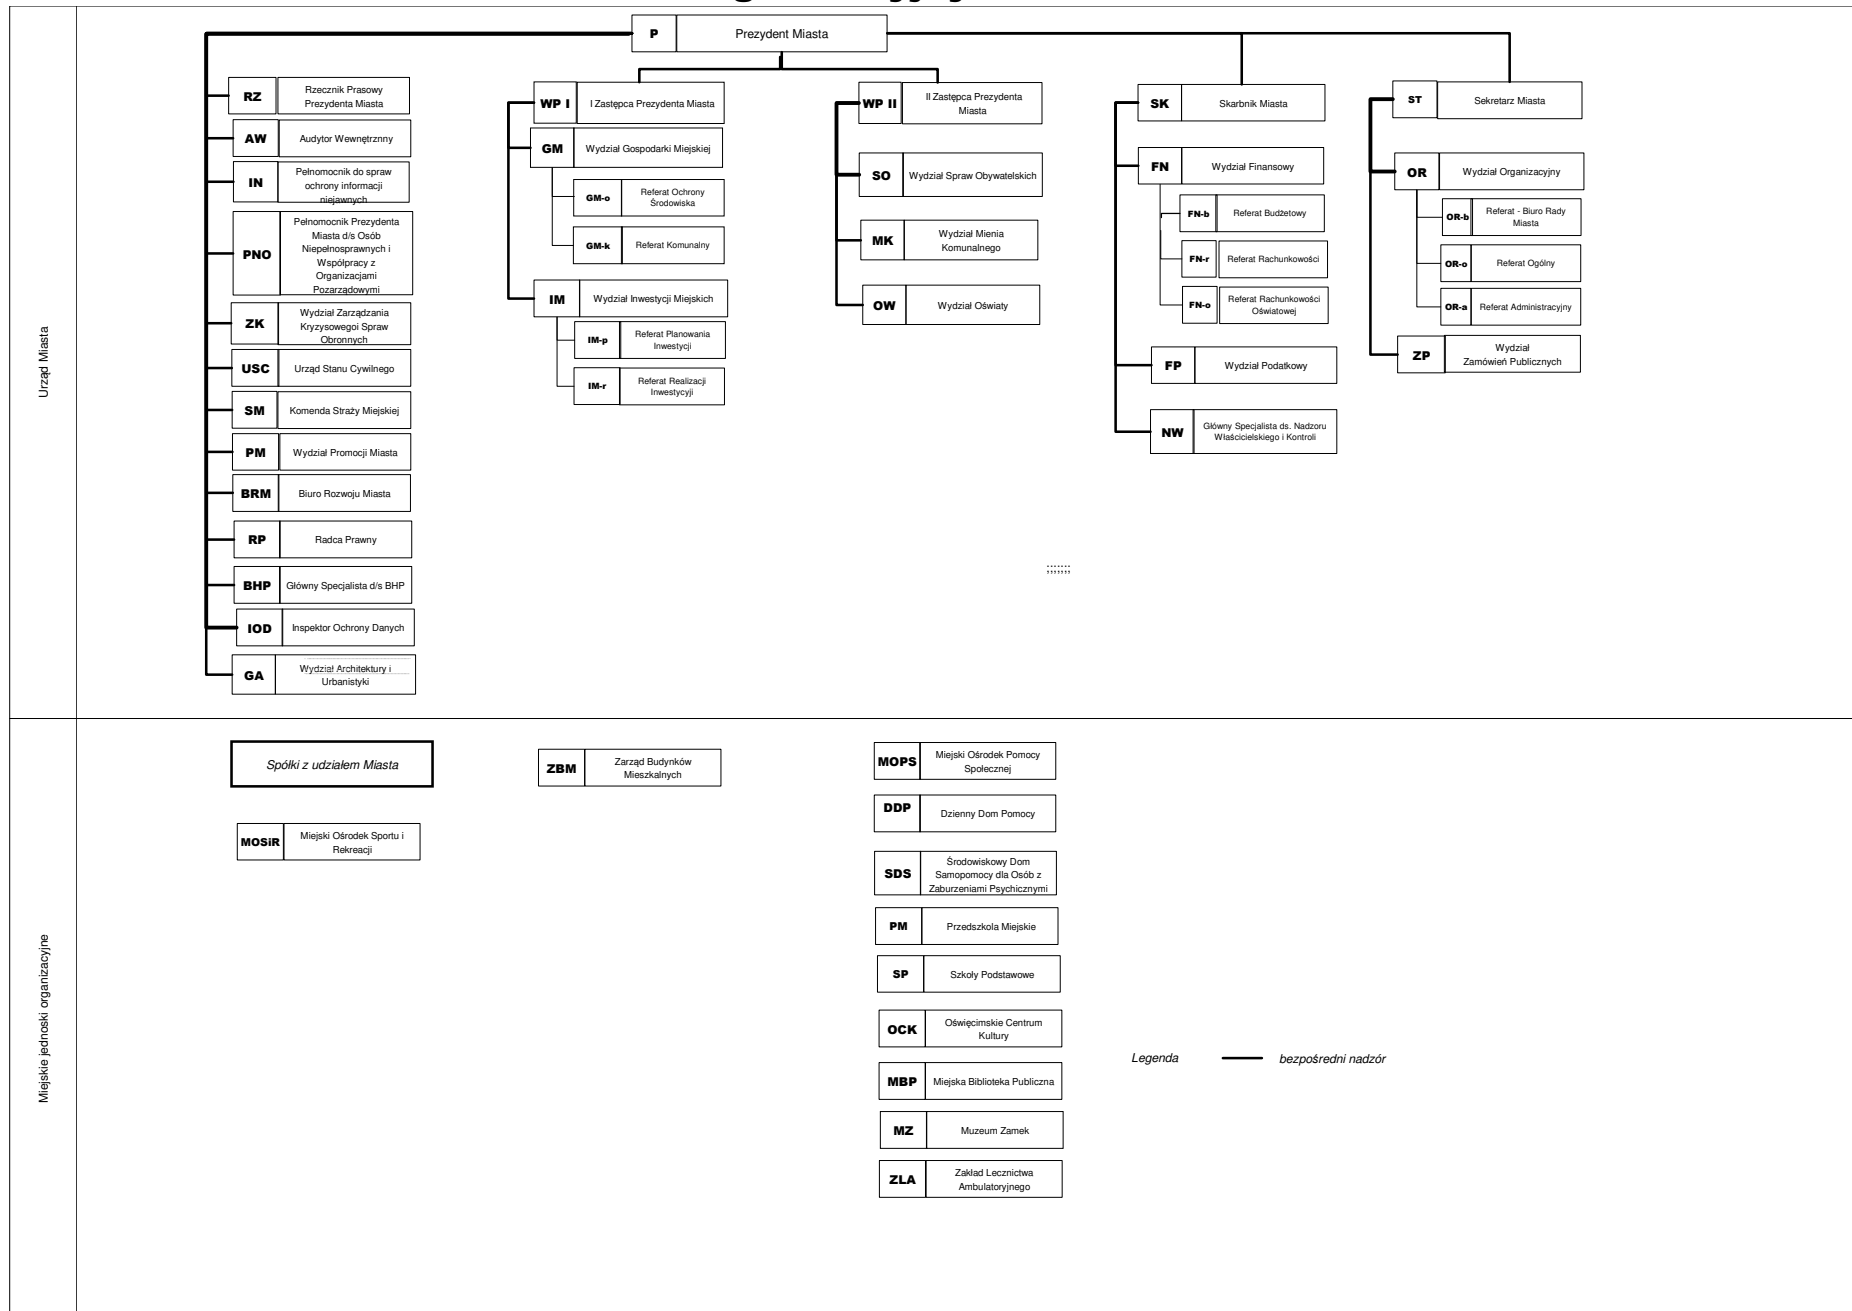 P
Prezydent Miasta
Urząd Miasta
RZ
Rzecznik Prasowy
Prezydenta Miasta
AW
Audytor Wewnętrznny
IN
Pełnomocnik do spraw
ochrony informacji
niejawnych
PNO
Pełnomocnik Prezydenta
Miasta d/s Osób
Niepełnosprawnych i
Współpracy z
Organizacjami
Pozarządowymi
ZK
Wydział Zarządzania
Kryzysowegoi Spraw
Obronnych
USC
Urząd Stanu Cywilnego
SM
Komenda Straży Miejskiej
PM
Wydział Promocji Miasta
BRM
Biuro Rozwoju Miasta
RP
Radca Prawny
BHP
Główny Specjalista d/s BHP
IOD
Inspektor Ochrony Danych
GA
Wydział Architektury i
Urbanistyki
WP I
I Zastępca Prezydenta Miasta
GM
Wydział Gospodarki Miejskiej
GM-o
Referat Ochrony
Środowiska
GM-k
Referat Komunalny
IM
Wydział Inwestycji Miejskich
IM-p
Referat Planowania
Inwestycji
IM-r
Referat Realizacji
Inwestycyji
WP II
II Zastępca Prezydenta
Miasta
SO
Wydział Spraw Obywatelskich
MK
Wydział Mienia
Komunalnego
OW
Wydział Oświaty
SK
Skarbnik Miasta
FN
Wydział Finansowy
FN-b
Referat Budżetowy
FN-r
Referat Rachunkowości
FN-o
Referat Rachunkowości
Oświatowej
FP
Wydział Podatkowy
NW
Główny Specjalista ds. Nadzoru
Właścicielskiego i Kontroli
ST
Sekretarz Miasta
OR
Wydział Organizacyjny
OR-b
Referat - Biuro Rady
Miasta
OR-o
Referat Ogólny
OR-a
Referat Administracyjny
ZP
Wydział
Zamówień Publicznych
;;;;;;;
Miejskie jednoski organizacyjne
Spółki z udziałem Miasta
MOSiR
Miejski Ośrodek Sportu i
Rekreacji
ZBM
Zarząd Budynków
Mieszkalnych
MOPS
Miejski Ośrodek Pomocy
Społecznej
DDP
Dzienny Dom Pomocy
SDS
Środowiskowy Dom
Samopomocy dla Osób z
Zaburzeniami Psychicznymi
PM
Przedszkola Miejskie
SP
Szkoły Podstawowe
OCK
Oświęcimskie Centrum
Kultury
MBP
Miejska Biblioteka Publiczna
MZ
Muzeum Zamek
ZLA
Zakład Lecznictwa
Ambulatoryjnego
Legenda
bezpośredni nadzór